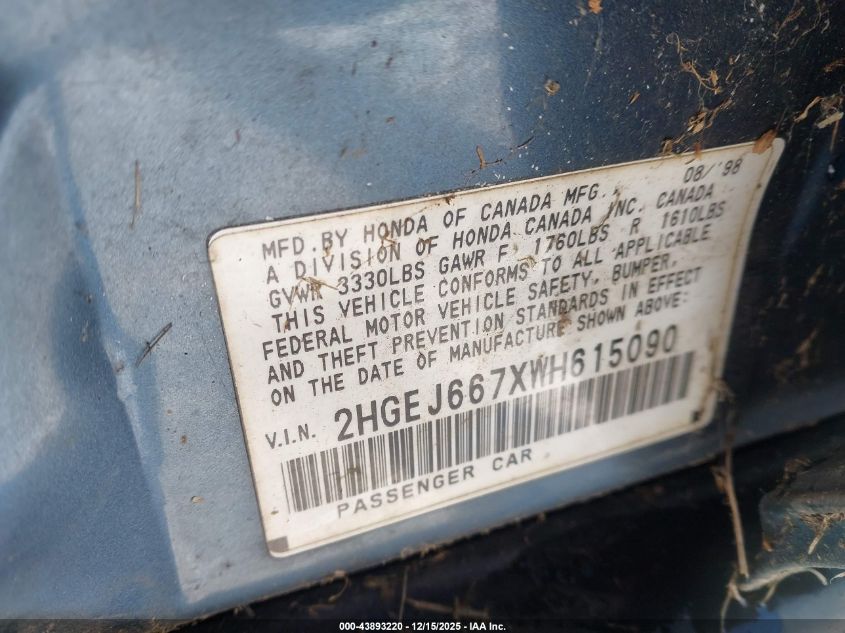 08/'98
MFD.BY HONDA OF CANADA MFG.,
A DIVISION OF HONDA CANADA INC. CANADA
GVWR 3330LBS GAWR F 1760LBS R 1610LBS
THIS VEHICLE CONFORMS TO ALL APPLICABLE
FEDERAL MOTOR VEHICLE SAFETY, BUMPER,
AND THEFT PREVENTION STANDARDS IN EFFECT
ON THE DATE OF MANUFACTURE SHOWN ABOVE:
V.I.N. 2HGEJ667XWH615090
PASSENGER CAR
000-43893220 - 12/15/2025 - IAA Inc.